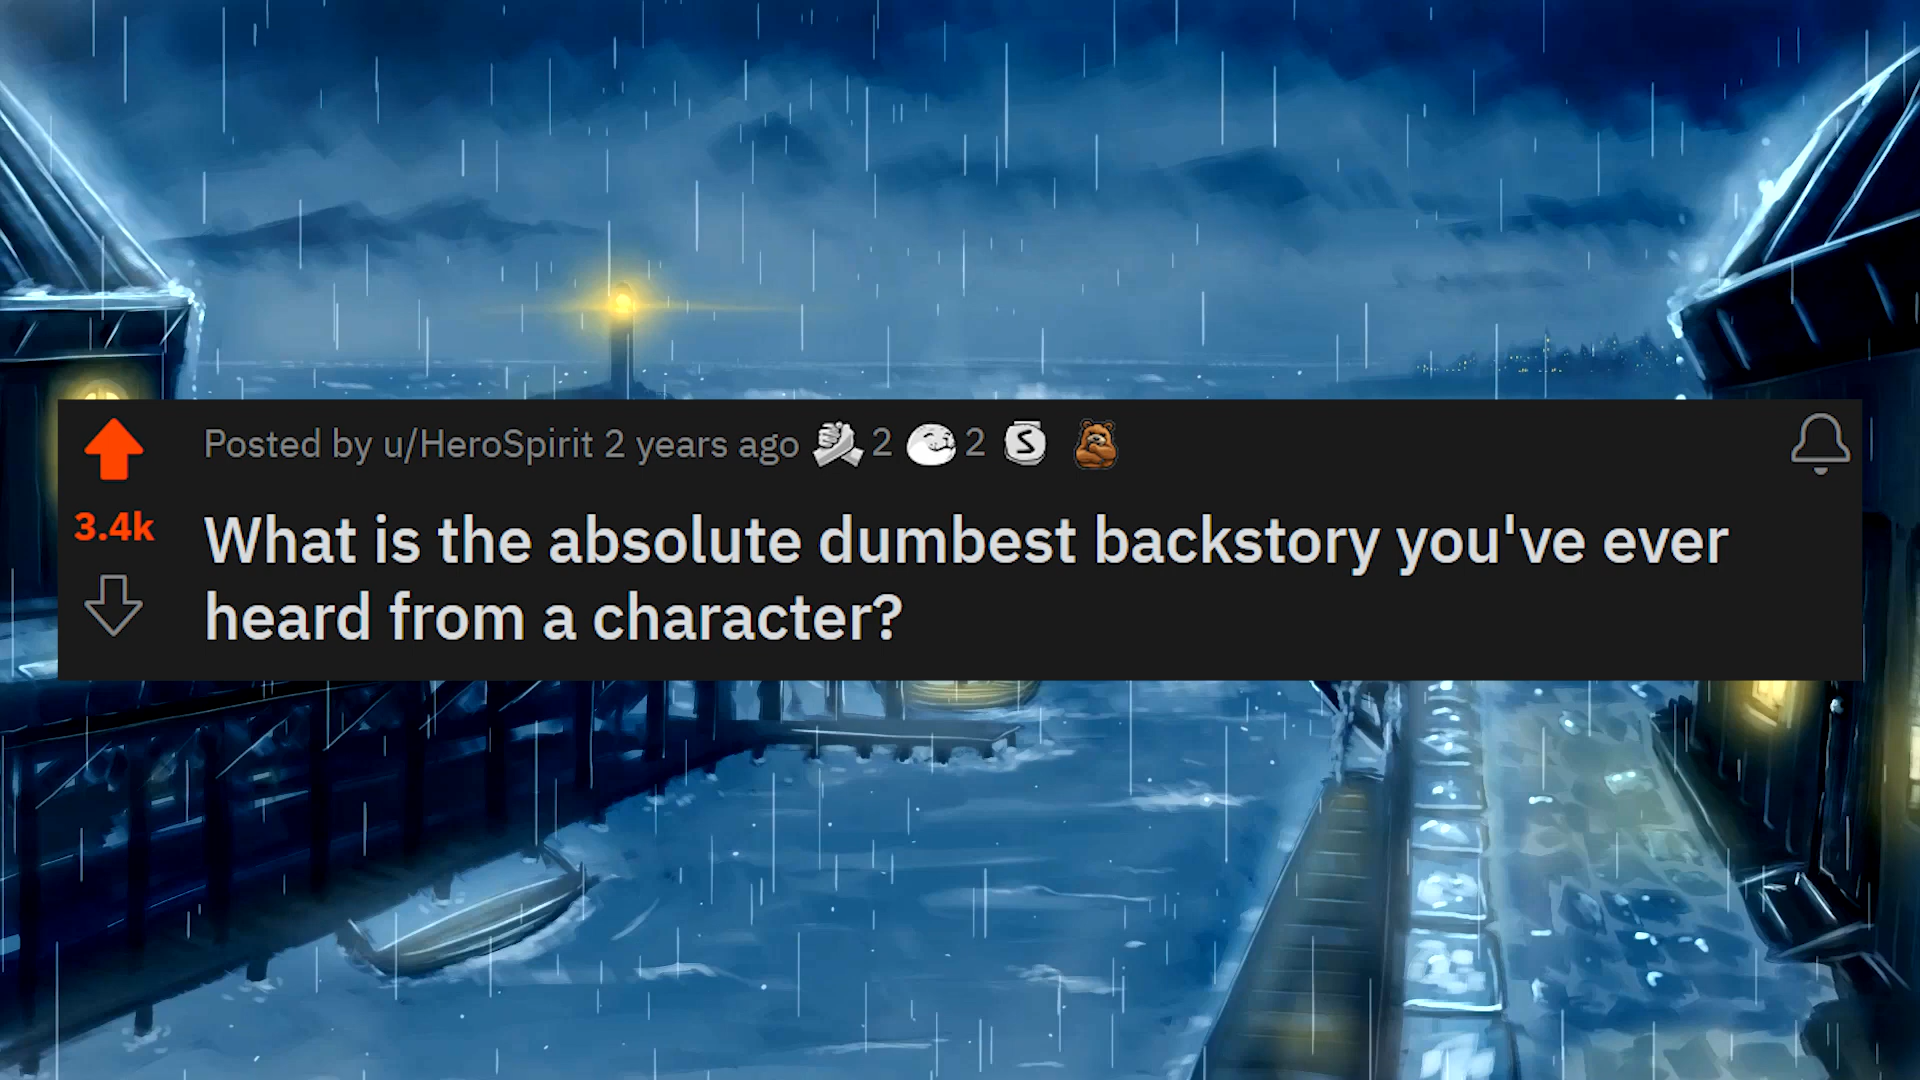 Posted by u/HeroSpirit 2 years ago 2 2 S
3.4k
What is the absolute dumbest backstory you've ever
heard from a character?